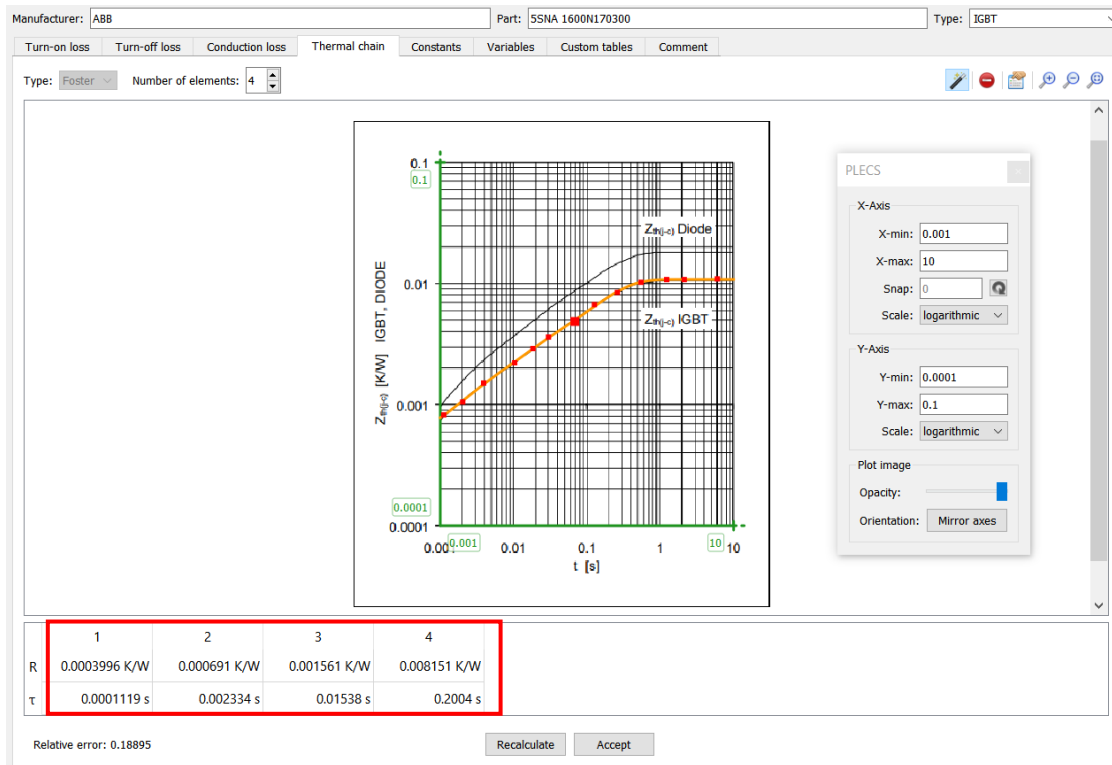 Manufacturer: ABB Part: 5SNA 1600N170300 Type: IGBT
Turn-on loss Turn-off loss Conduction loss Thermal chain Constants Variables Custom tables Comment
Type: Foster Number of elements: 4
0.1
0.1
Zth(j-c) Diode
0.01
Zth(j-c) IGBT
Zth(j-c) [K/W] IGBT, DIODE
0.001
0.0001
0.0001
0.001 0.001 0.01 0.1 1 10 10
t [s]
PLECS
X-Axis
X-min: 0.001
X-max: 10
Snap: 0
Scale: logarithmic
Y-Axis
Y-min: 0.0001
Y-max: 0.1
Scale: logarithmic
Plot image
Opacity:
Orientation: Mirror axes
1 2 3 4
R 0.0003996 K/W 0.000691 K/W 0.001561 K/W 0.008151 K/W
τ 0.0001119 s 0.002334 s 0.01538 s 0.2004 s
Relative error: 0.18895 Recalculate Accept